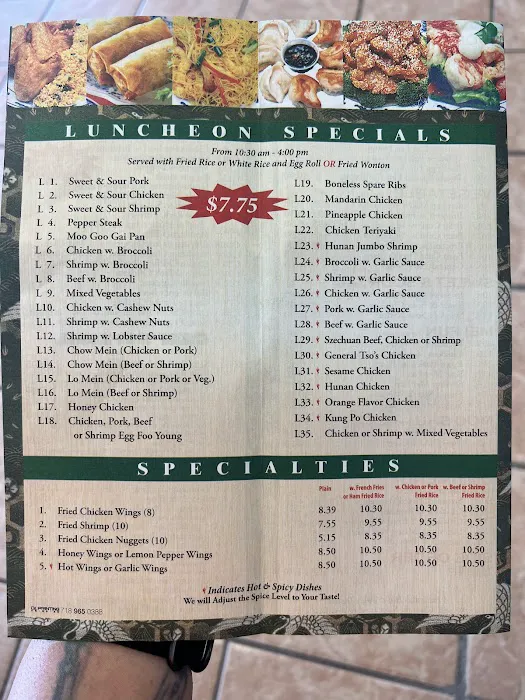 LUNCHEON SPECIALS
From 10:30 am - 4:00 pm
Served with Fried Rice or White Rice and Egg Roll OR Fried Wonton
$7.75
L 1. Sweet & Sour Pork
L 2. Sweet & Sour Chicken
L 3. Sweet & Sour Shrimp
L 4. Pepper Steak
L 5. Moo Goo Gai Pan
L 6. Chicken w. Broccoli
L 7. Shrimp w. Broccoli
L 8. Beef w. Broccoli
L 9. Mixed Vegetables
L10. Chicken w. Cashew Nuts
L11. Shrimp w. Cashew Nuts
L12. Shrimp w. Lobster Sauce
L13. Chow Mein (Chicken or Pork)
L14. Chow Mein (Beef or Shrimp)
L15. Lo Mein (Chicken or Pork or Veg.)
L16. Lo Mein (Beef or Shrimp)
L17. Honey Chicken
L18. Chicken, Pork, Beef
or Shrimp Egg Foo Young
L19. Boneless Spare Ribs
L20. Mandarin Chicken
L21. Pineapple Chicken
L22. Chicken Teriyaki
L23. Hunan Jumbo Shrimp
L24. Broccoli w. Garlic Sauce
L25. Shrimp w. Garlic Sauce
L26. Chicken w. Garlic Sauce
L27. Pork w. Garlic Sauce
L28. Beef w. Garlic Sauce
L29. Szechuan Beef, Chicken or Shrimp
L30. General Tso's Chicken
L31. Sesame Chicken
L32. Hunan Chicken
L33. Orange Flavor Chicken
L34. Kung Po Chicken
L35. Chicken or Shrimp w. Mixed Vegetables
SPECIALTIES
Plain w. French Fries w. Chicken or Pork w. Beef or Shrimp
or Ham Fried Rice Fried Rice Fried Rice
1. Fried Chicken Wings (8) 8.39 10.30 10.30 10.30
2. Fried Shrimp (10) 7.55 9.55 9.55 9.55
3. Fried Chicken Nuggets (10) 5.15 8.35 8.35 8.35
4. Honey Wings or Lemon Pepper Wings 8.50 10.50 10.50 10.50
5. Hot Wings or Garlic Wings 8.50 10.50 10.50 10.50
Indicates Hot & Spicy Dishes
We will Adjust the Spice Level to Your Taste!
965 0388